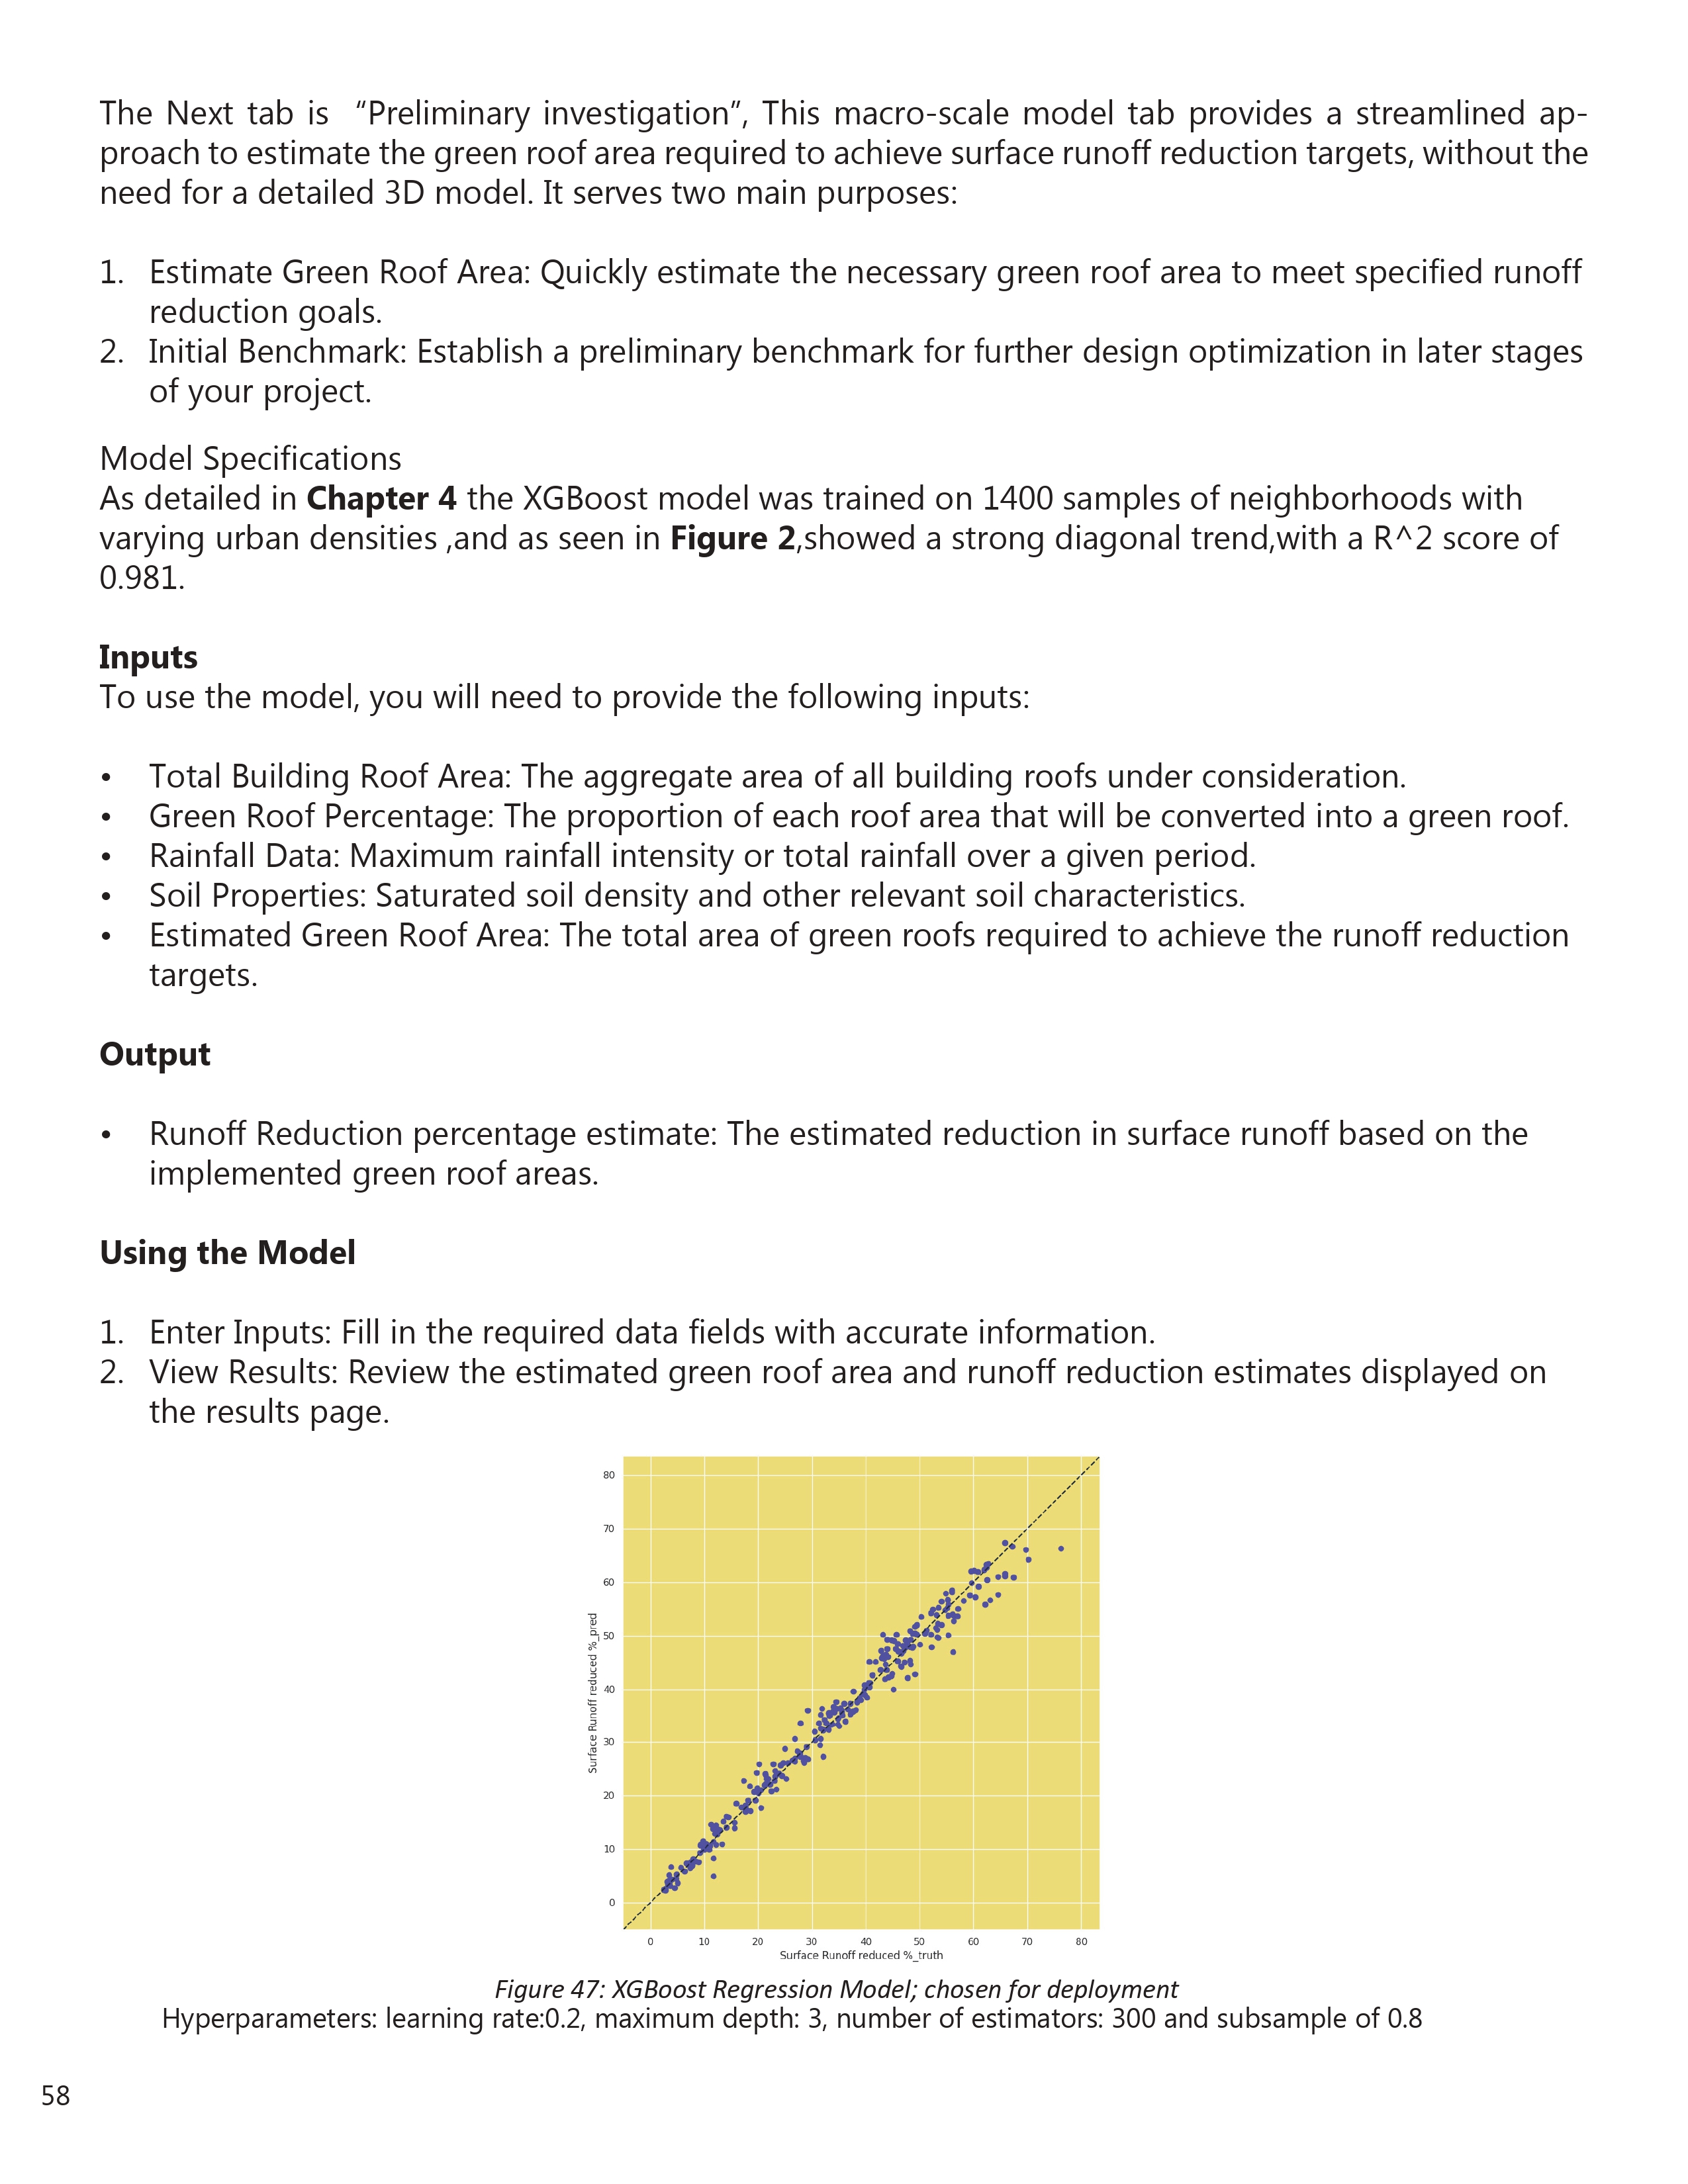 The Next tab is “Preliminary investigation”, This macro-scale model tab provides a streamlined ap-
proach to estimate the green roof area required to achieve surface runoff reduction targets, without the
need for a detailed 3D model. It serves two main purposes:
1. Estimate Green Roof Area: Quickly estimate the necessary green roof area to meet specified runoff
reduction goals.
2. Initial Benchmark: Establish a preliminary benchmark for further design optimization in later stages
of your project.
Model Specifications
As detailed in Chapter 4 the XGBoost model was trained on 1400 samples of neighborhoods with
varying urban densities ,and as seen in Figure 2,showed a strong diagonal trend,with a R^2 score of
0.981.
Inputs
To use the model, you will need to provide the following inputs:
• Total Building Roof Area: The aggregate area of all building roofs under consideration.
• Green Roof Percentage: The proportion of each roof area that will be converted into a green roof.
• Rainfall Data: Maximum rainfall intensity or total rainfall over a given period.
• Soil Properties: Saturated soil density and other relevant soil characteristics.
• Estimated Green Roof Area: The total area of green roofs required to achieve the runoff reduction
targets.
Output
• Runoff Reduction percentage estimate: The estimated reduction in surface runoff based on the
implemented green roof areas.
Using the Model
1. Enter Inputs: Fill in the required data fields with accurate information.
2. View Results: Review the estimated green roof area and runoff reduction estimates displayed on
the results page.
80
70
60
50
40
30
20
10
0
Surface Runoff reduced %_pred
0 10 20 30 40 50 60 70 80
Surface Runoff reduced %_truth
Figure 47: XGBoost Regression Model; chosen for deployment
Hyperparameters: learning rate:0.2, maximum depth: 3, number of estimators: 300 and subsample of 0.8
58